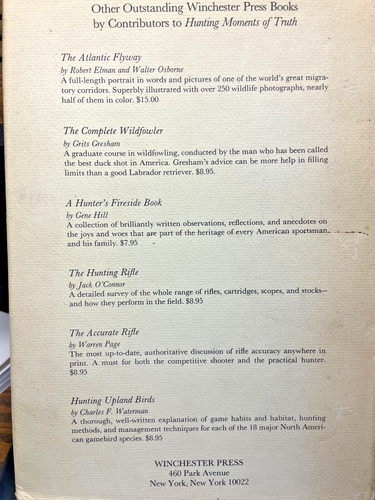 Other Outstanding Winchester Press Books
by Contributors to Hunting Moments of Truth
The Atlantic Flyway
by Robert Elman and Walter Osborne
A full-length portrait in words and pictures of one of the world's great migra-
tory corridors. Superbly illustrated with over 250 wildlife photographs, nearly
half of them in color. $15.00
The Complete Wildfowler
by Grits Gresham
A graduate course in wildfowling, conducted by the man who has been called
the best duck shot in America. Gresham's advice can be more help in filling
limits than a good Labrador retriever. $8.95.
A Hunter's Fireside Book
by Gene Hill
A collection of brilliantly written observations, reflections, and anecdotes on
the joys and woes that are part of the heritage of every American sportsman
and his family. $7.95
The Hunting Rifle
by Jack O'Connor
A detailed survey of the whole range of rifles, cartridges, scopes, and stocks—
and how they perform in the field. $8.95
The Accurate Rifle
by Warren Page
The most up-to-date, authoritative discussion of rifle accuracy anywhere in
print. A must for both the competitive shooter and the practical hunter.
$8.95
Hunting Upland Birds
by Charles F. Waterman
A thorough, well-written explanation of game habits and habitat, hunting
methods, and management techniques for each of the 18 major North Ameri-
can gamebird species. $8.95
WINCHESTER PRESS
460 Park Avenue
New York, New York 10022